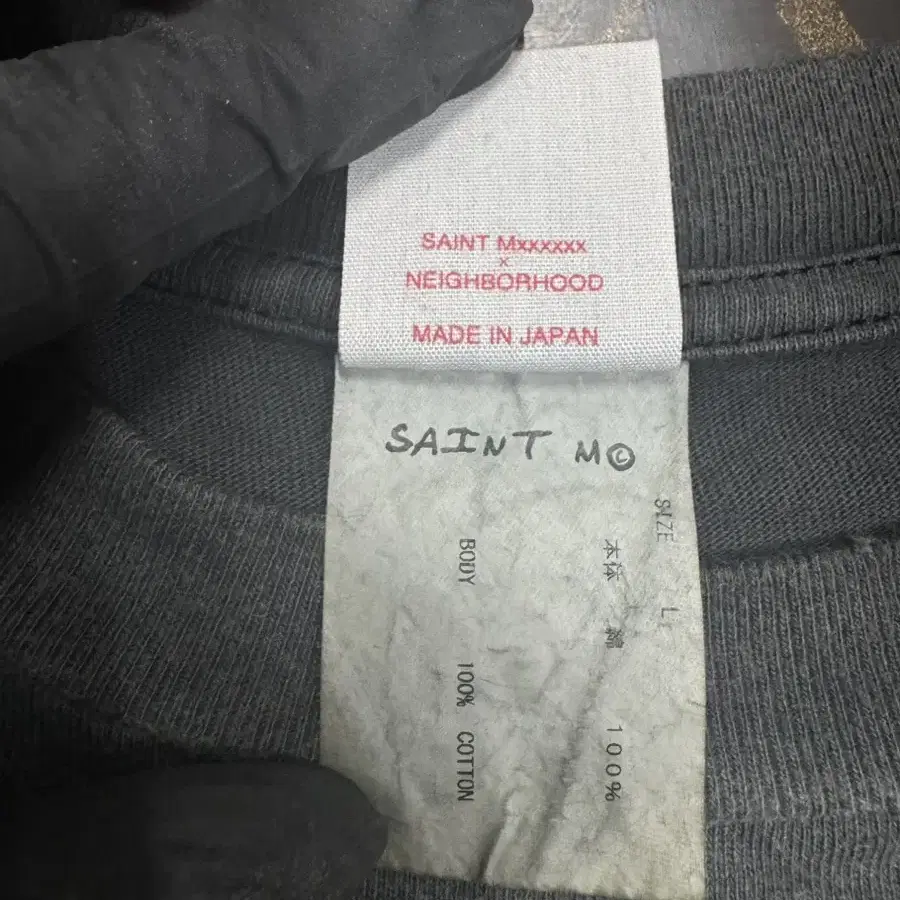 SAINT Mxxxxxx
×
NEIGHBORHOOD
MADE IN JAPAN
SAINT M©
SIZE L
本体 綿 100%
BODY 100% COTTON